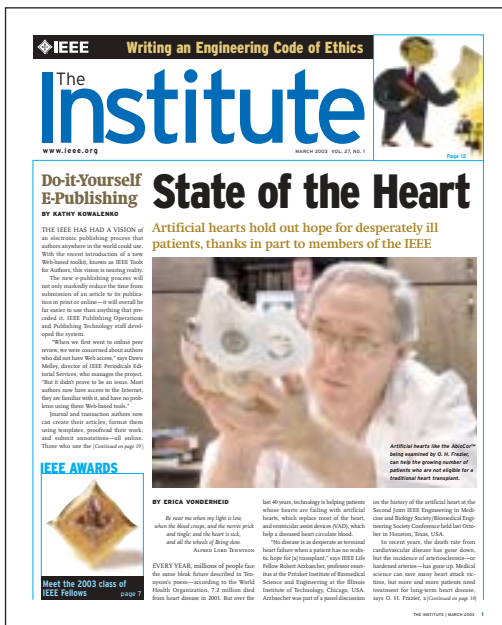 IEEE
Writing an Engineering Code of Ethics
The
Institute
www.ieee.org
MARCH 2003 VOL. 27, NO. 1
Page 12
Do-it-Yourself
E-Publishing
BY KATHY KOWALENKO
THE IEEE HAS HAD A VISION of
an electronic publishing process that
authors anywhere in the world could use.
With the recent introduction of a new
Web-based toolkit, known as IEEE Tools
for Authors, this vision is nearing reality.
The new e-publishing process will
not only markedly reduce the time from
submission of an article to its publica-
tion in print or online—it will overall be
far easier to use than anything that pre-
ceded it. IEEE Publishing Operations
and Publishing Technology staff devel-
oped the system.
"When we first went to online peer
review, we were concerned about authors
who did not have Web access," says Dawn
Melley, director of IEEE Periodicals Edi-
torial Services, who manages the project.
"But it didn't prove to be an issue. Most
authors now have access to the Internet,
they are familiar with it, and have no prob-
lems using these Web-based tools."
Journal and transaction authors now
can create their articles, format them
using templates, proofread their work,
and submit annotations—all online.
Those who use the [Continued on page 19]
IEEE AWARDS
Meet the 2003 class of
IEEE Fellows page 7
State of the Heart
Artificial hearts hold out hope for desperately ill
patients, thanks in part to members of the IEEE
Artificial hearts like the AbioCor™
being examined by O. H. Frazier,
can help the growing number of
patients who are not eligible for a
traditional heart transplant.
BY ERICA VONDERHEID
Be near me when my light is low,
when the blood creeps, and the nerves prick
and tingle; and the heart is sick,
and all the wheels of Being slow.
ALFRED LORD TENNYSON
EVERY YEAR, millions of people face
the same bleak future described in Ten-
nyson's poem—according to the World
Health Organization, 7.2 million died
from heart disease in 2001. But over the
last 40 years, technology is helping patients
whose hearts are failing with artificial
hearts, which replace most of the heart,
and ventricular assist devices (VAD), which
help a diseased heart circulate blood.
"No disease is as desperate as terminal
heart failure when a patient has no realis-
tic hope for [a] transplant," says IEEE Life
Fellow Robert Arzbaecher, professor emer-
itus at the Pritzker Institute of Biomedical
Science and Engineering at the Illinois
Institute of Technology, Chicago, USA.
Arzbaecher was part of a panel discussion
on the history of the artificial heart at the
Second Joint IEEE Engineering in Medi-
cine and Biology Society/Biomedical Engi-
neering Society Conference held last Octo-
ber in Houston, Texas, USA.
In recent years, the death rate from
cardiovascular disease has gone down,
but the incidence of arteriosclerosis—or
hardened arteries—has gone up. Medical
science can save many heart attack vic-
tims, but more and more patients need
treatment for long-term heart disease,
says O. H. Frazier, a [Continued on page 18]
THE INSTITUTE | MARCH 2003 1